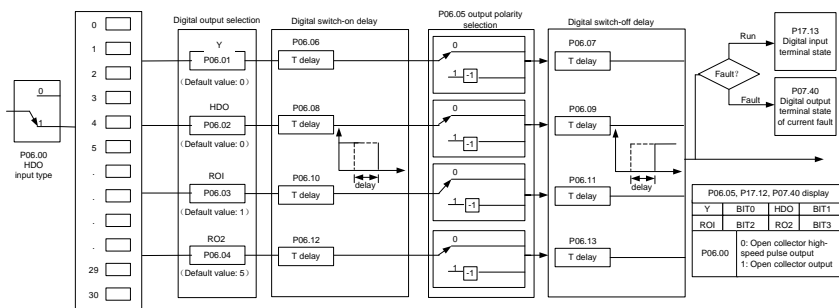 Digital output selection
Digital switch-on delay
P06.05 output polarity
selection
Digital switch-off delay
0
1
2
3
4
5
.
.
.
.
29
30
0
1
P06.00
HDO
input type
Y
P06.01
(Default value: 0)
HDO
P06.02
(Default value: 0)
ROI
P06.03
(Default value: 1)
RO2
P06.04
(Default value: 5)
P06.06
T delay
P06.08
T delay
delay
P06.10
T delay
P06.12
T delay
0
1
-1
0
1
-1
0
1
-1
0
1
-1
P06.07
T delay
P06.09
T delay
delay
P06.11
T delay
P06.13
T delay
Run
Fault?
Fault
P17.13
Digital input
terminal state
P07.40
Digital output
terminal state
of current fault
P06.05, P17.12, P07.40 display
Y BIT0 HDO BIT1
ROI BIT2 RO2 BIT3
P06.00
0: Open collector high-
speed pulse output
1: Open collector output